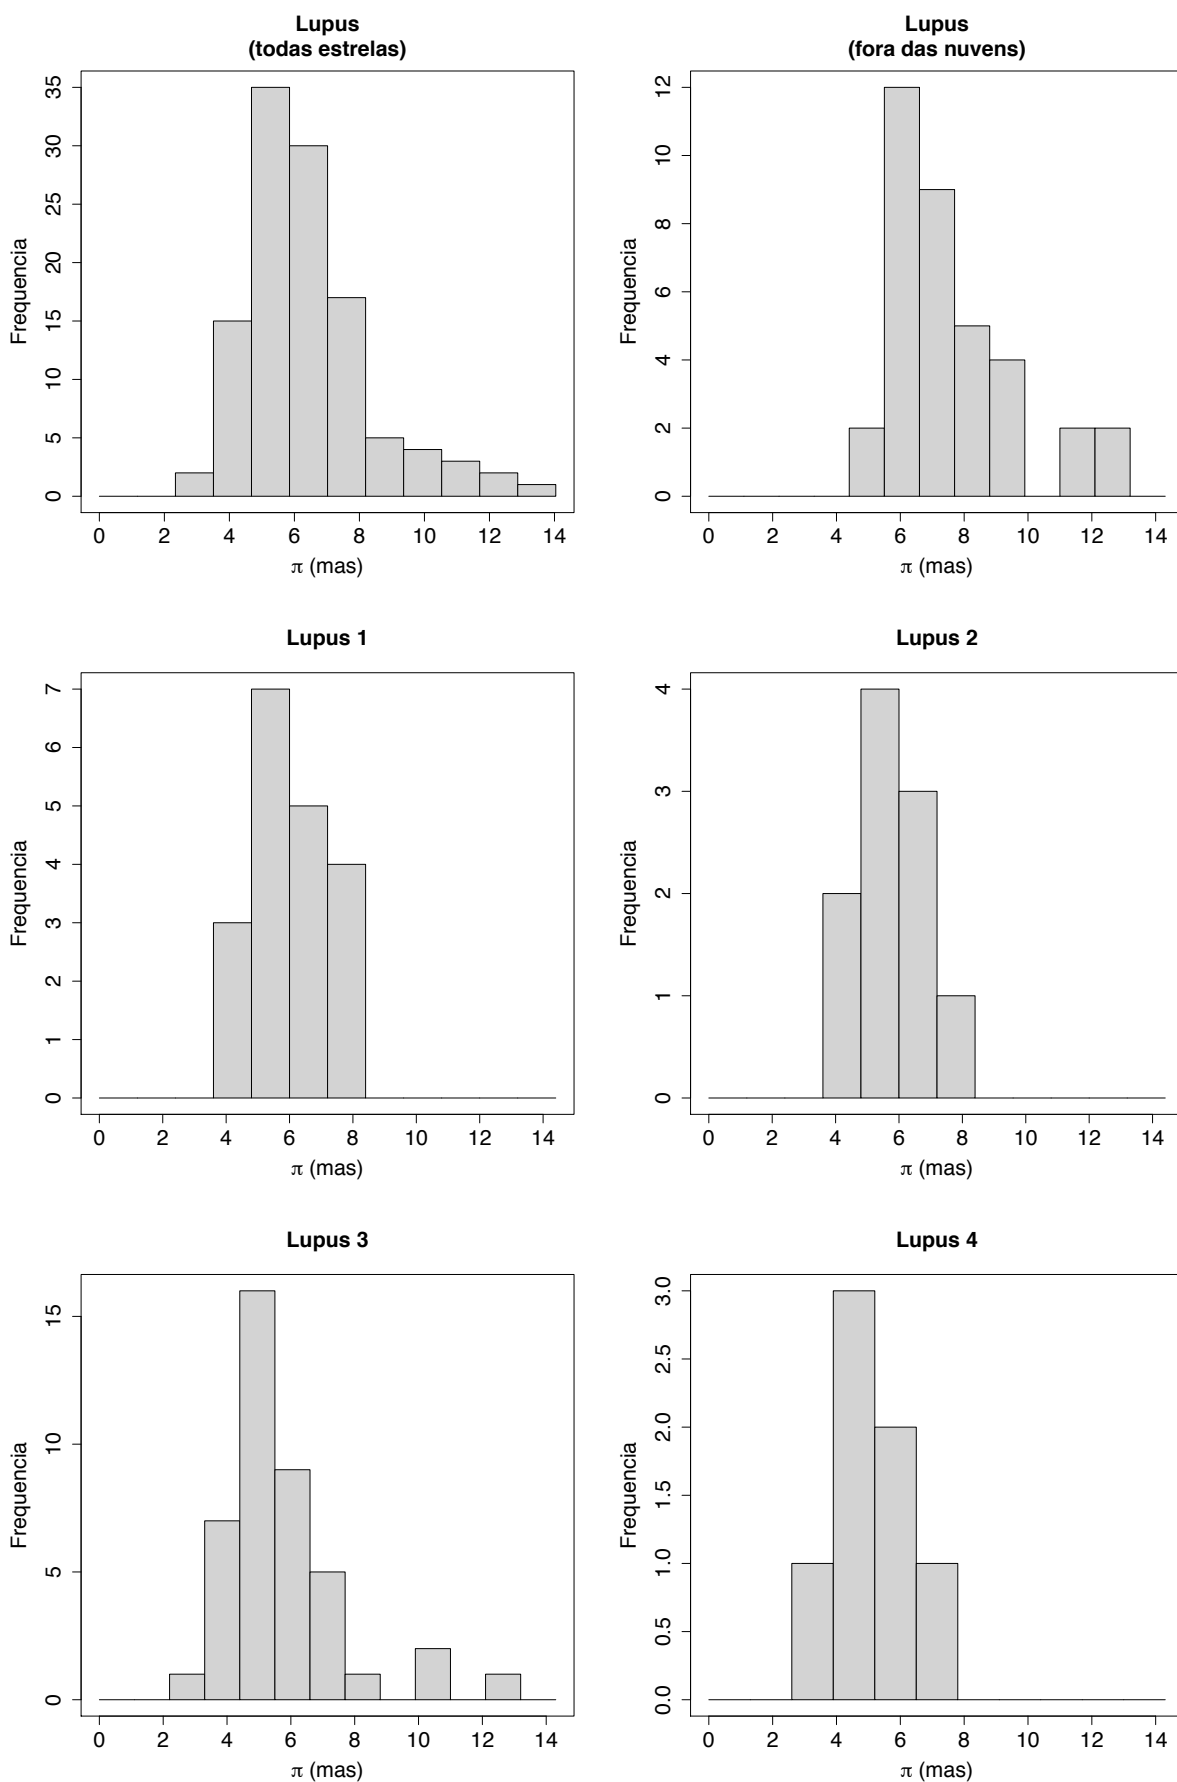 Lupus
(todas estrelas)
Frequencia
0 5 10 15 20 25 30 35
0 2 4 6 8 10 12 14
π (mas)
Lupus
(fora das nuvens)
Frequencia
0 2 4 6 8 10 12
0 2 4 6 8 10 12 14
π (mas)
Lupus 1
Frequencia
0 1 2 3 4 5 6 7
0 2 4 6 8 10 12 14
π (mas)
Lupus 2
Frequencia
0 1 2 3 4
0 2 4 6 8 10 12 14
π (mas)
Lupus 3
Frequencia
0 5 10 15
0 2 4 6 8 10 12 14
π (mas)
Lupus 4
Frequencia
0.0 0.5 1.0 1.5 2.0 2.5 3.0
0 2 4 6 8 10 12 14
π (mas)